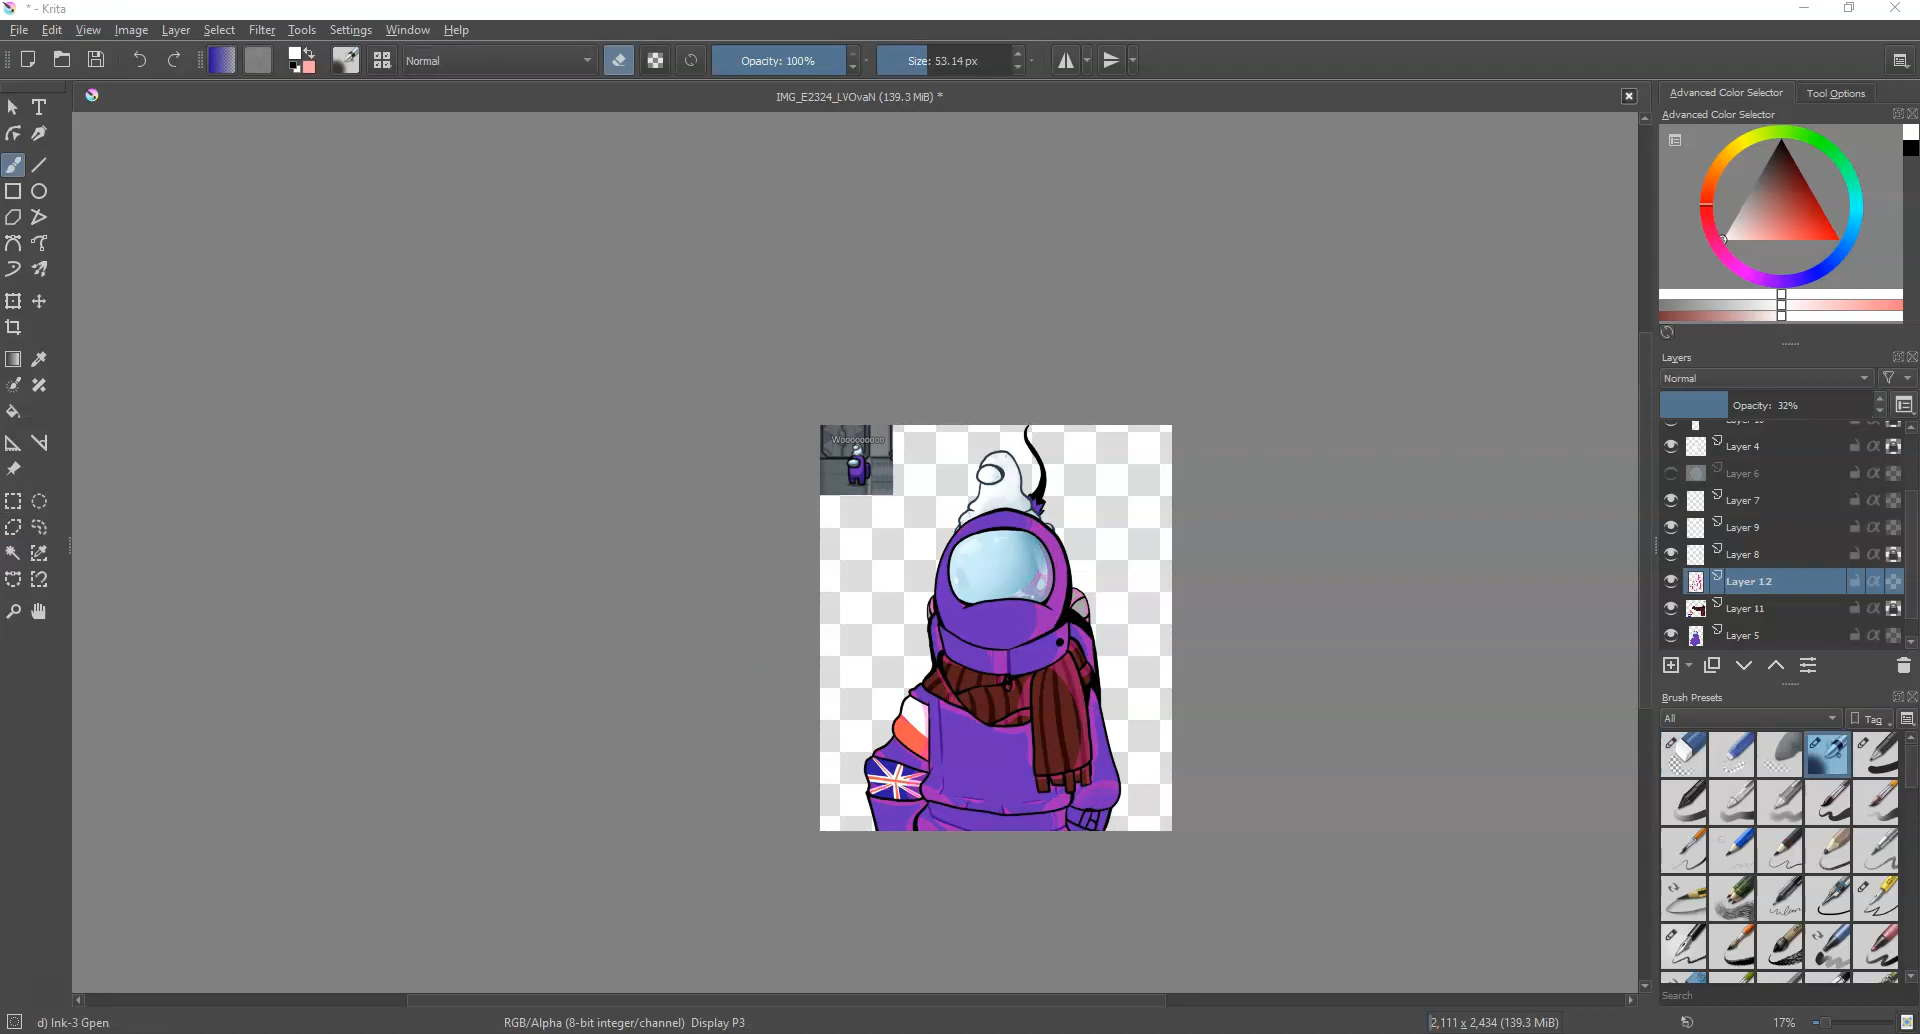 * - Krita
File Edit View Image Layer Select Filter Tools Settings Window Help
Normal
Opacity: 100%
Size: 53.14 px
IMG_E2324_LVOvaN (139.3 MiB) *
Advanced Color Selector
Tool Options
Advanced Color Selector
Layers
Normal
Opacity: 32%
Layer 4
Layer 6
Layer 7
Layer 9
Layer 8
Layer 12
Layer 11
Layer 5
Brush Presets
All
Tag
Search
d) Ink-3 Gpen
RGB/Alpha (8-bit integer/channel) Display P3
2,111 x 2,434 (139.3 MiB)
17%